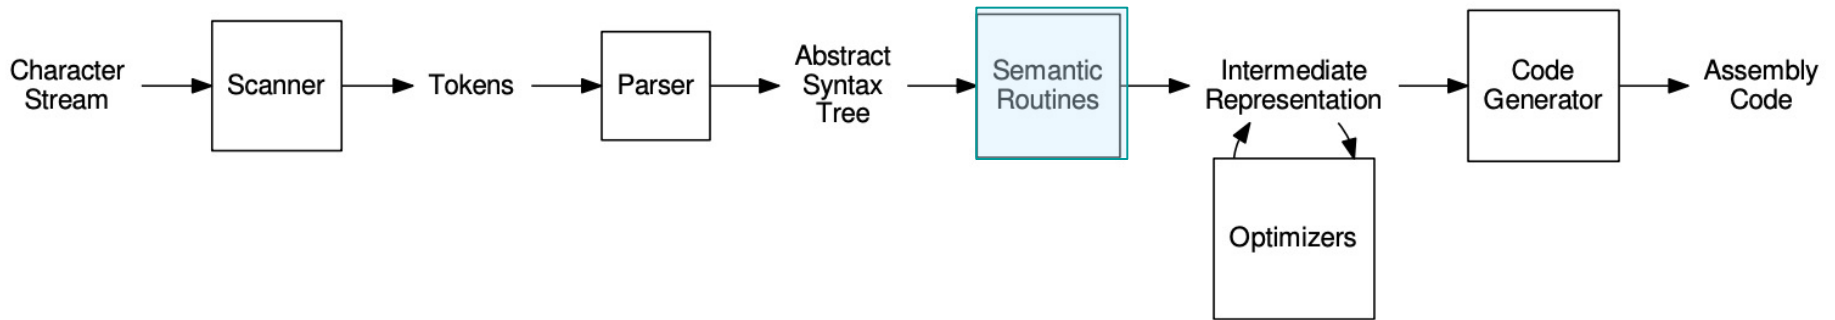 Character
Stream
Scanner
Tokens
Parser
Abstract
Syntax
Tree
Semantic
Routines
Intermediate
Representation
Code
Generator
Assembly
Code
Optimizers